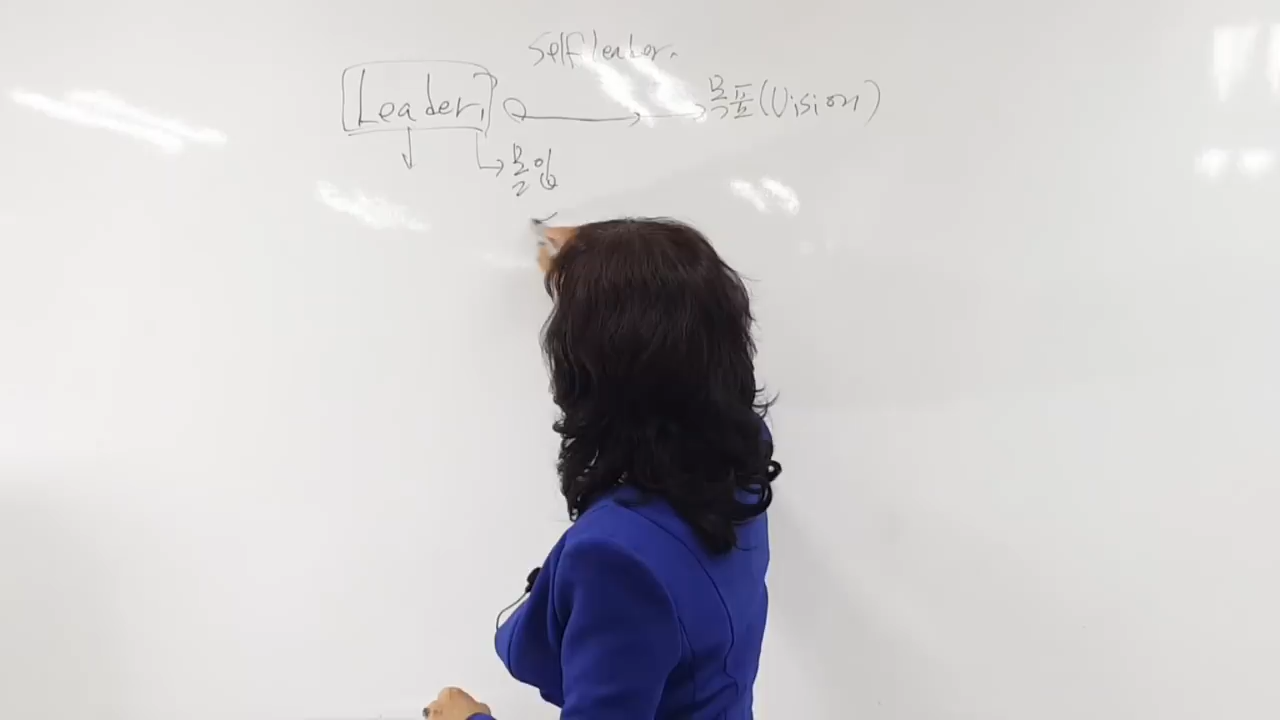 Self leader.
Leader, 목표(Vision)
몰입